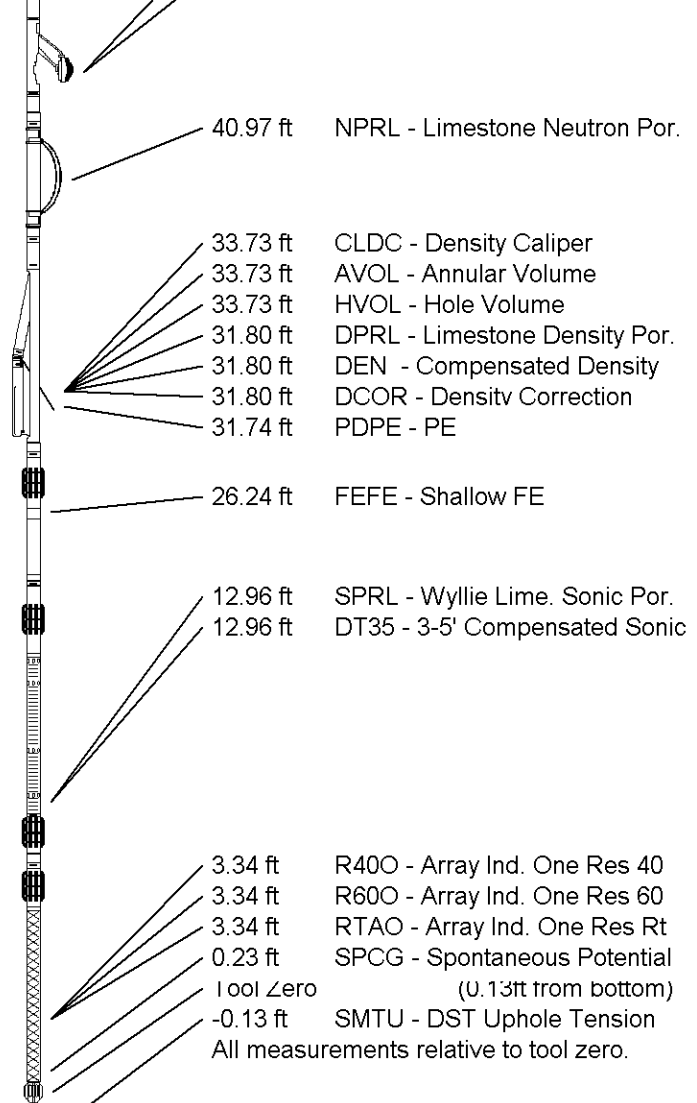 40.97 ft NPRL - Limestone Neutron Por.
33.73 ft CLDC - Density Caliper
33.73 ft AVOL - Annular Volume
33.73 ft HVOL - Hole Volume
31.80 ft DPRL - Limestone Density Por.
31.80 ft DEN - Compensated Density
31.80 ft DCOR - Density Correction
31.74 ft PDPE - PE
26.24 ft FEFE - Shallow FE
12.96 ft SPRL - Wyllie Lime. Sonic Por.
12.96 ft DT35 - 3-5' Compensated Sonic
3.34 ft R40O - Array Ind. One Res 40
3.34 ft R60O - Array Ind. One Res 60
3.34 ft RTAO - Array Ind. One Res Rt
0.23 ft SPCG - Spontaneous Potential
Tool Zero (0.13ft from bottom)
-0.13 ft SMTU - DST Uphole Tension
All measurements relative to tool zero.